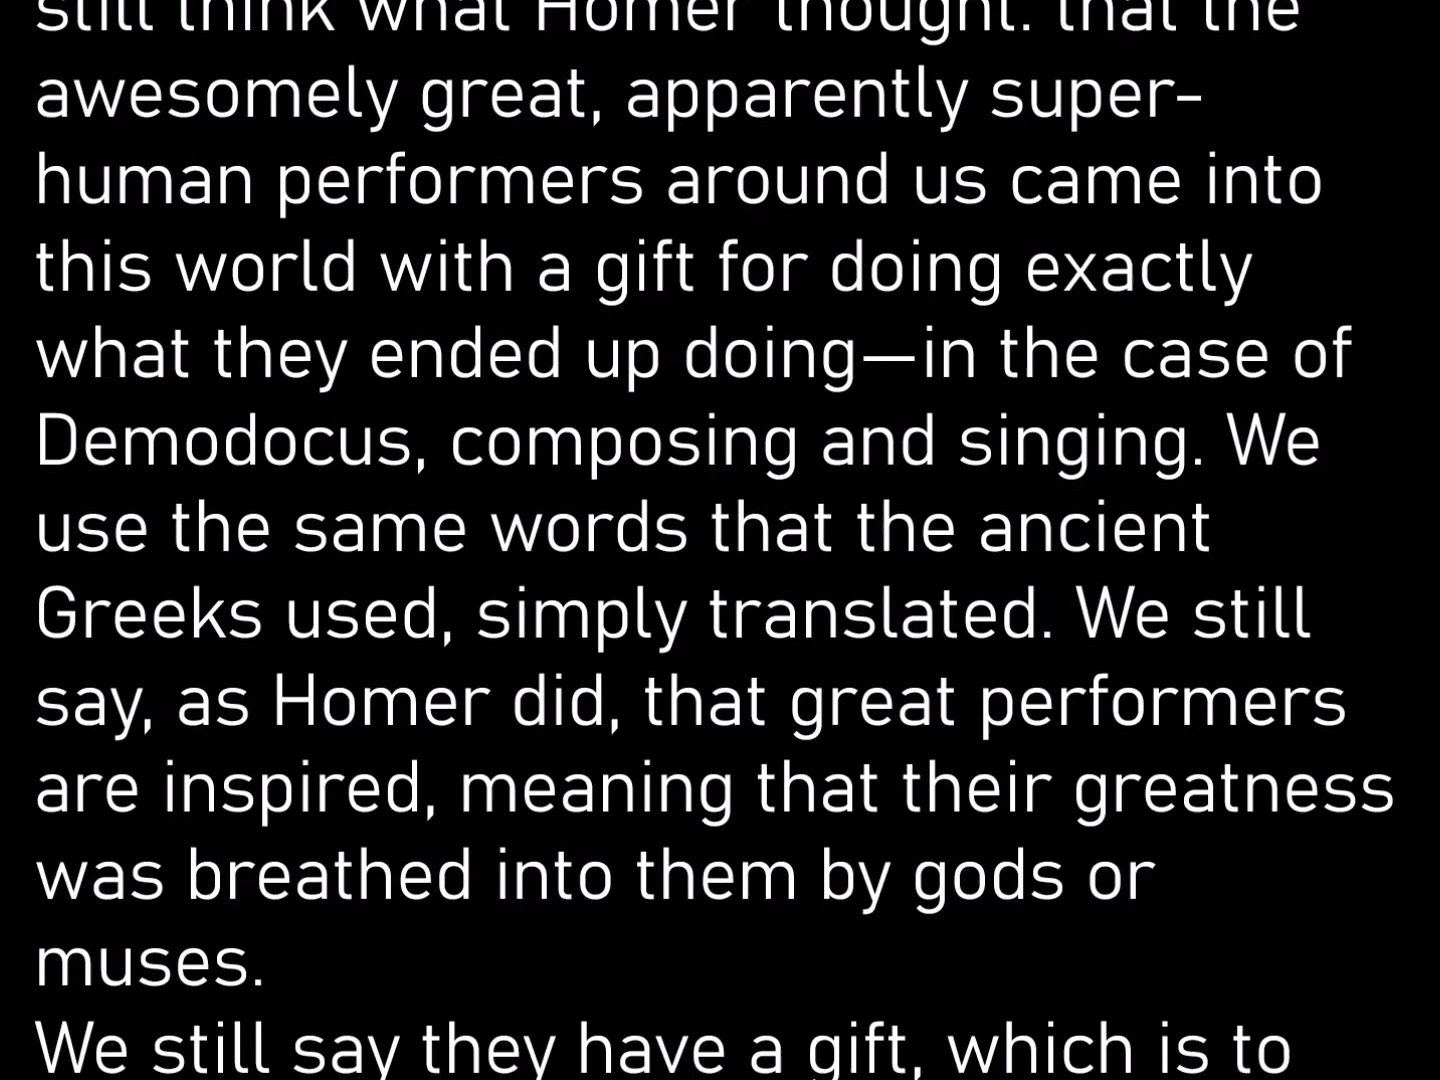 still think what Homer thought: that the
awesomely great, apparently super-
human performers around us came into
this world with a gift for doing exactly
what they ended up doing—in the case of
Demodocus, composing and singing. We
use the same words that the ancient
Greeks used, simply translated. We still
say, as Homer did, that great performers
are inspired, meaning that their greatness
was breathed into them by gods or
muses.
We still say they have a gift, which is to